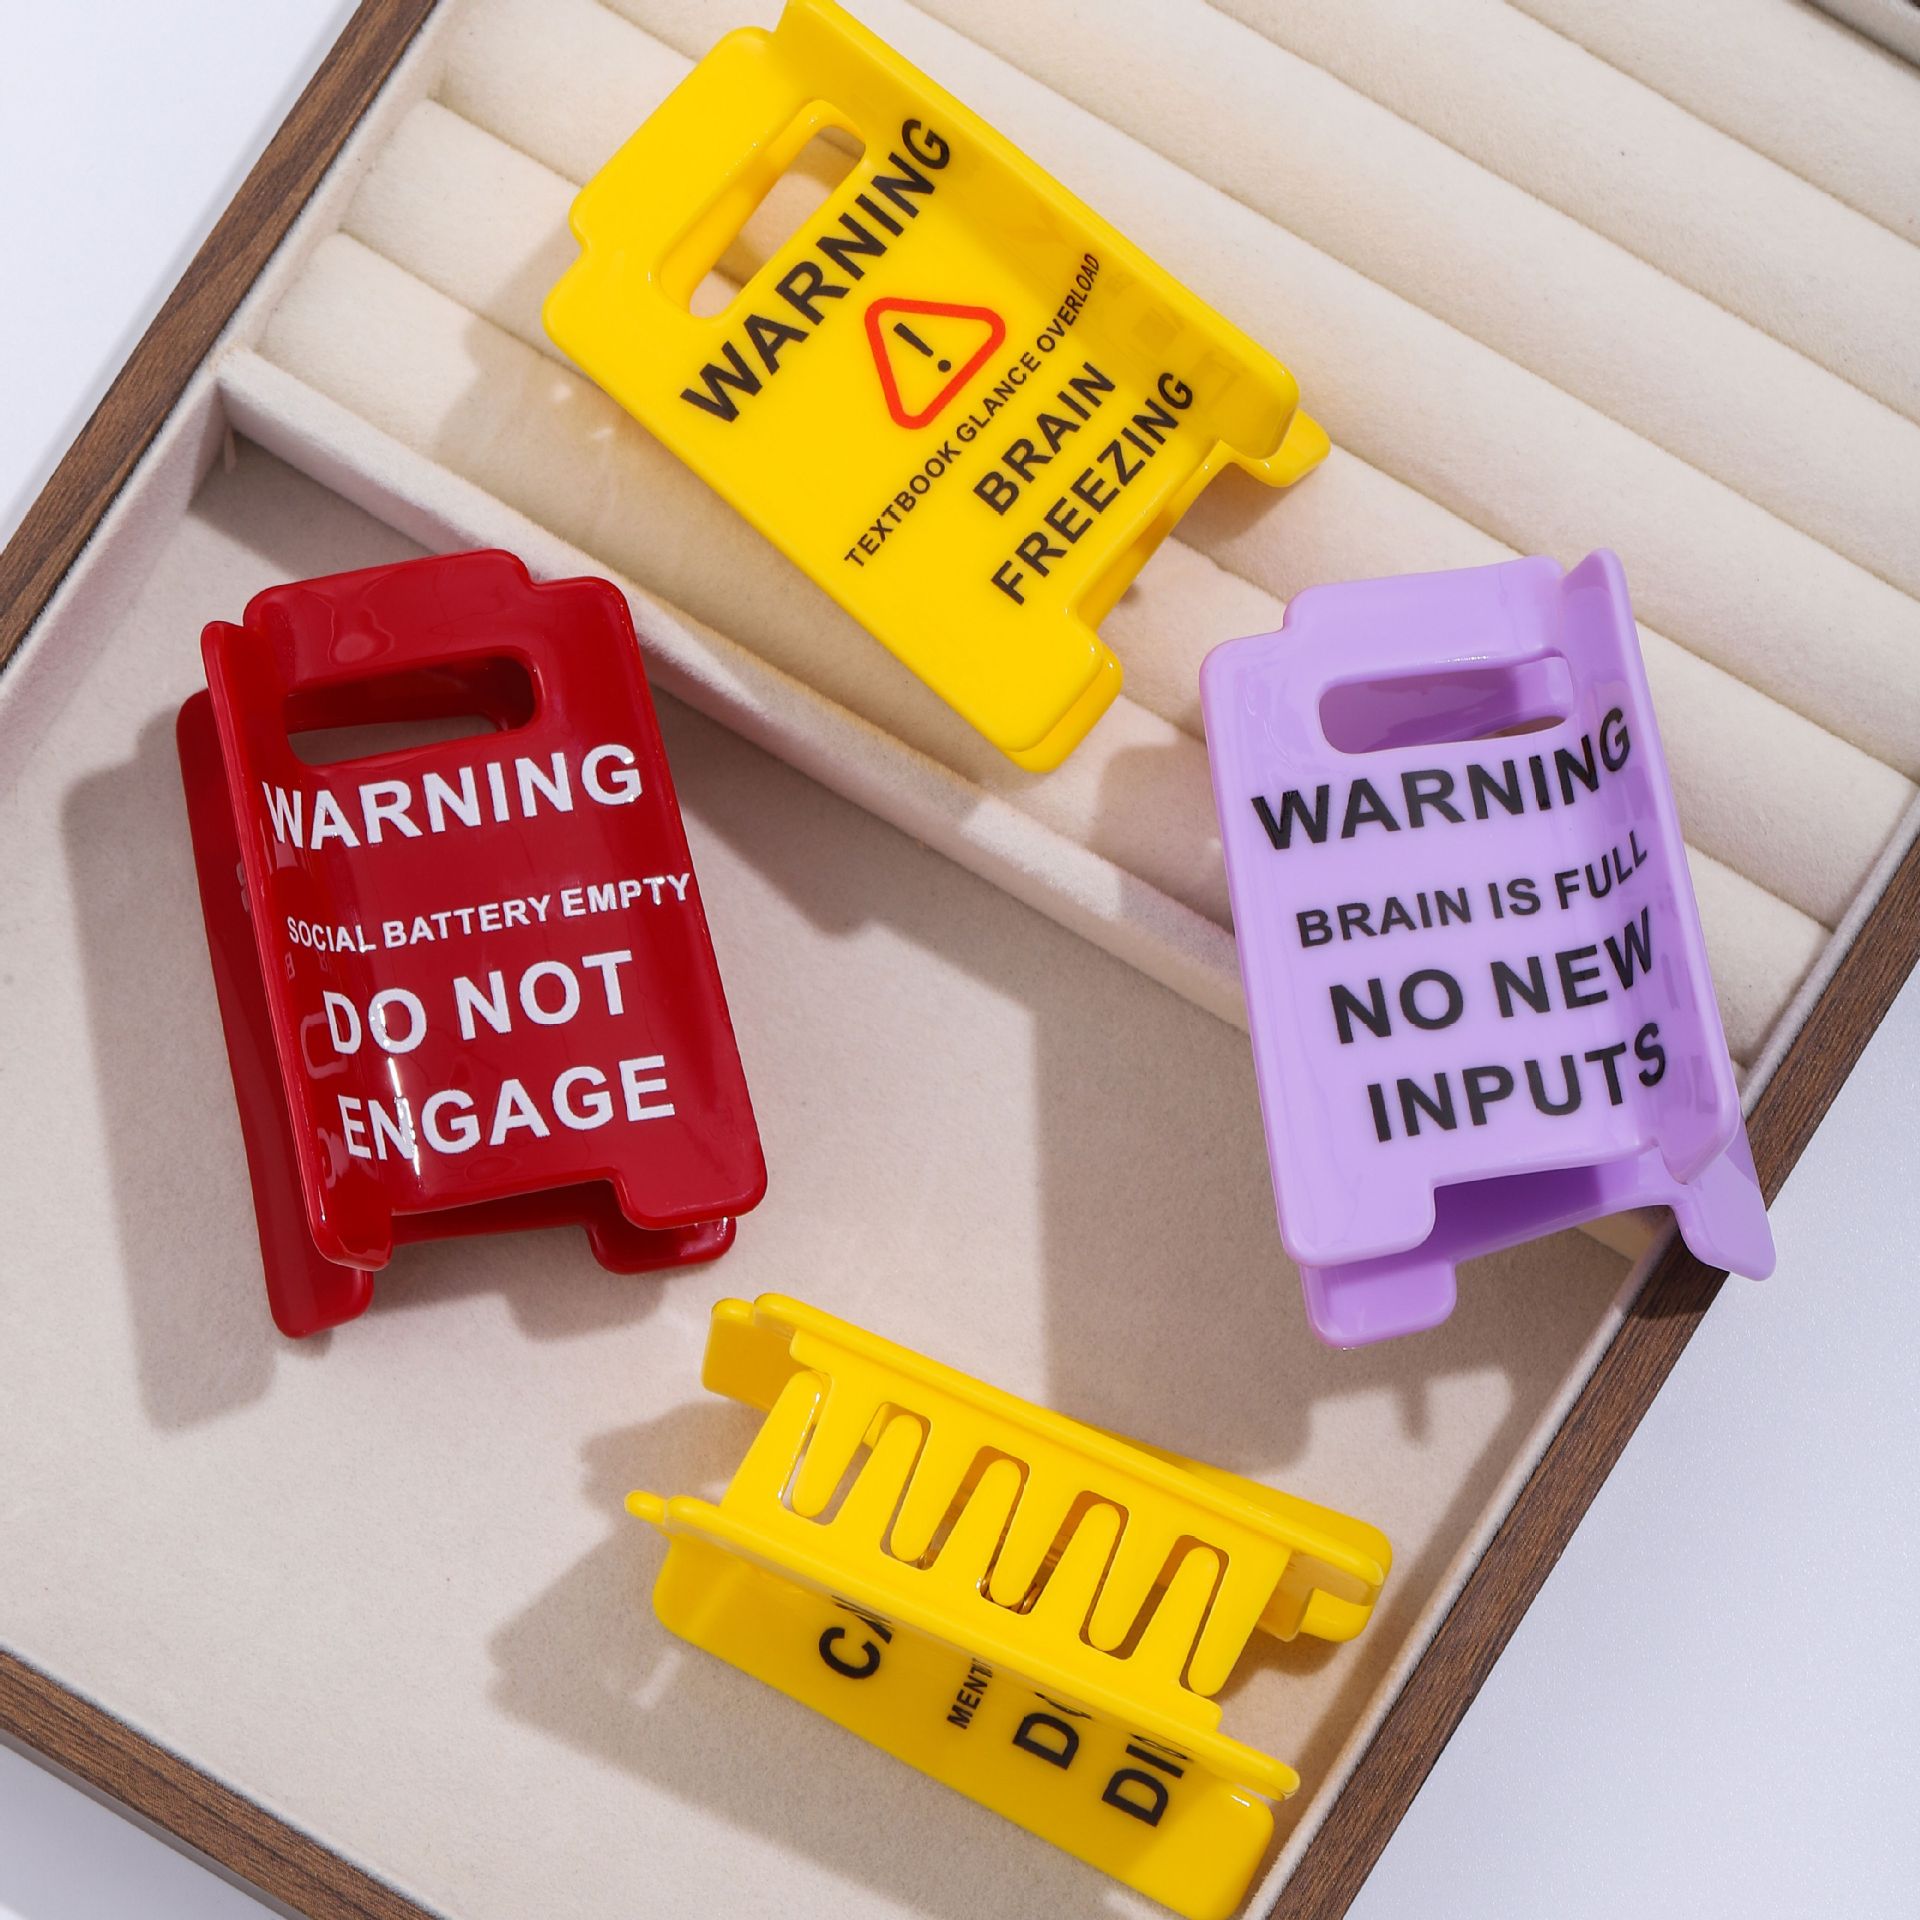 WARNING
!
TEXTBOOK GLANCE OVERLOAD
BRAIN
FREEZING
WARNING
SOCIAL BATTERY EMPTY
DO NOT
ENGAGE
WARNING
BRAIN IS FULL
NO NEW
INPUTS